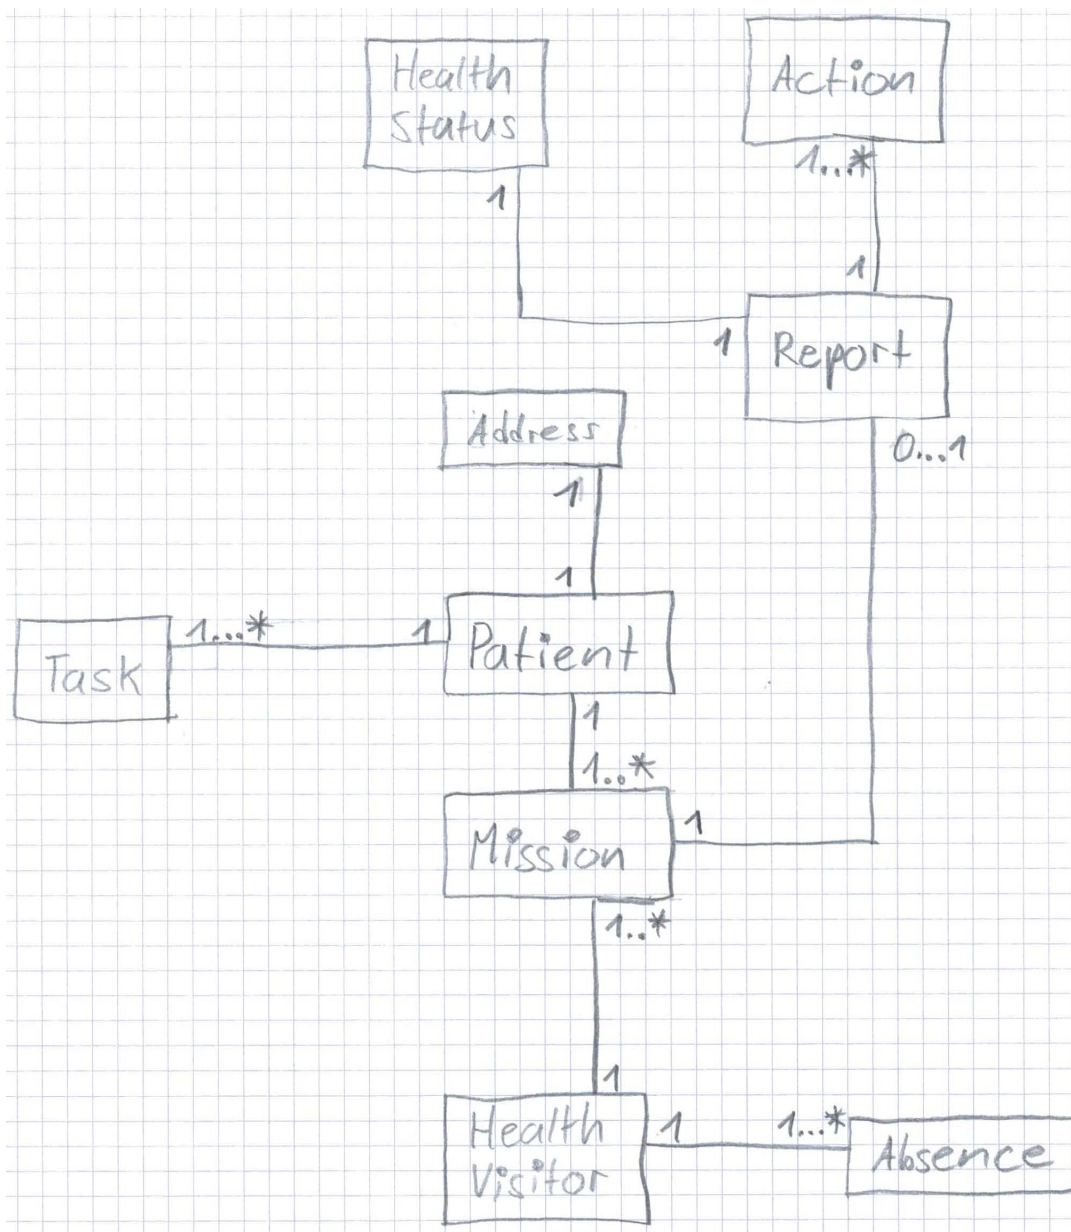 Health
Status
Action
1
1...*
1
1
Report
Address
0...1
1
1
Task
1...*
1
Patient
1
1..*
Mission
1
1..*
1
Health
Visitor
1
1...*
Absence